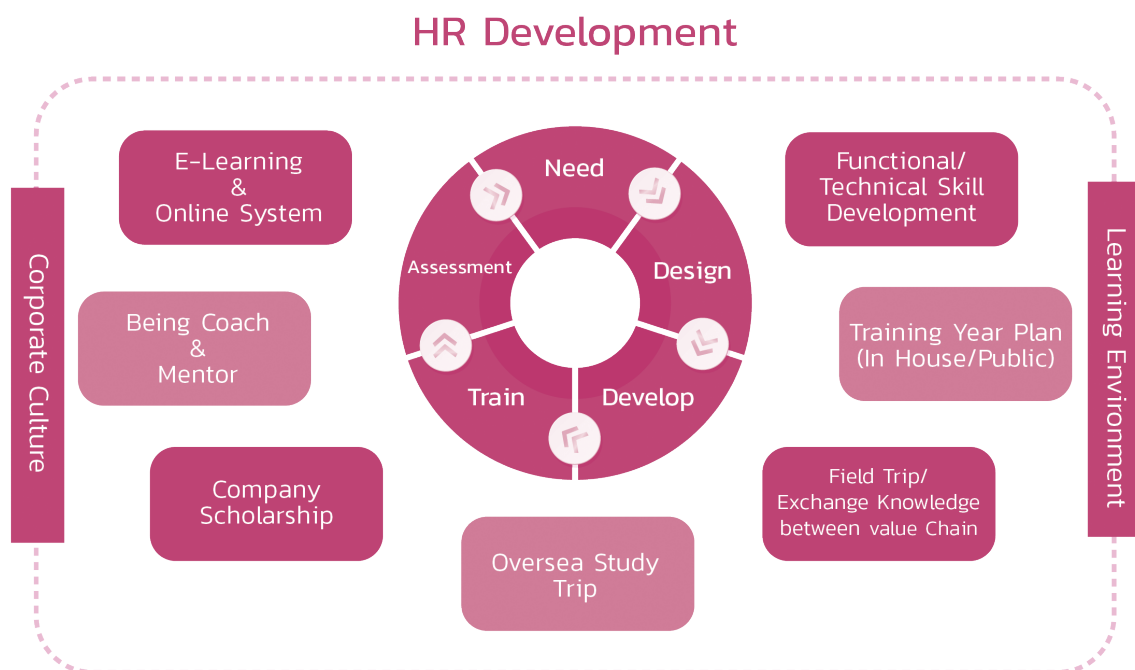 HR Development
E-Learning
&
Online System
Being Coach
&
Mentor
Company
Scholarship
Corporate Culture
Need
Design
Develop
Train
Assessment
Oversea Study
Trip
Functional/
Technical Skill
Development
Training Year Plan
(In House/Public)
Field Trip/
Exchange Knowledge
between value Chain
Learning Environment